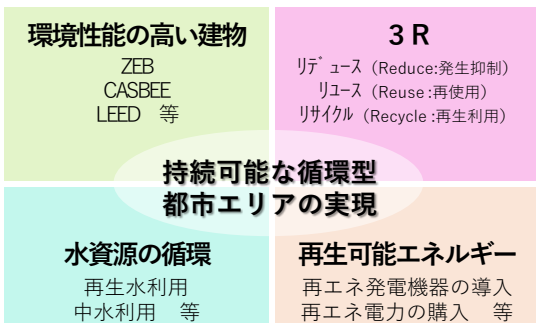 環境性能の高い建物
ZEB
CASBEE
LEED 等
3R
ﾘﾃﾞｭｰｽ (Reduce:発生抑制)
ﾘﾕｰｽ (Reuse:再使用)
ﾘｻｲｸﾙ (Recycle:再生利用)
持続可能な循環型
都市エリアの実現
水資源の循環
再生水利用
中水利用 等
再生可能エネルギー
再エネ発電機器の導入
再エネ電力の購入 等